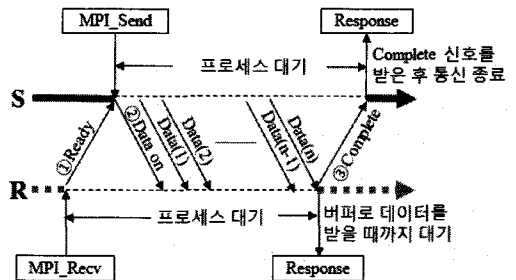 MPI_Send
Response
프로세스 대기
Complete 신호를
받은 후 통신 종료
S
①Ready
②Data on
Data(1)
Data(2)
Data(n-1)
Data(n)
③Complete
R
프로세스 대기
버퍼로 데이터를
받을 때까지 대기
MPI_Recv
Response